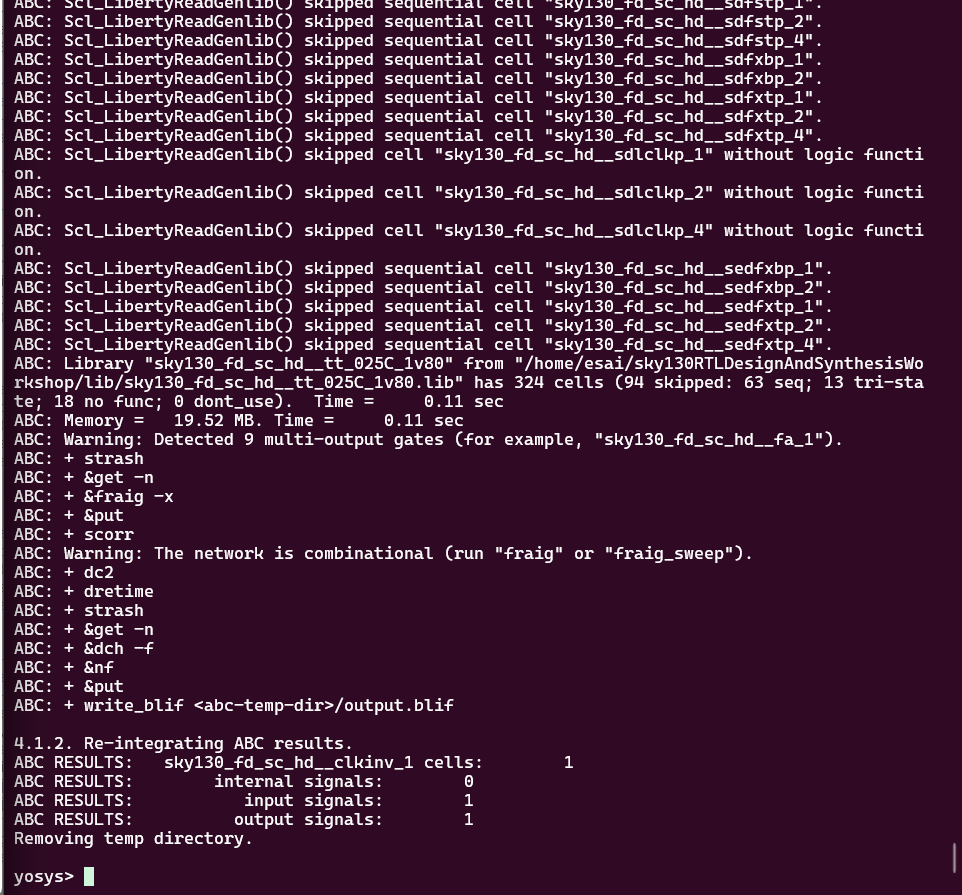 ABC: Scl_LibertyReadGenlib() skipped sequential cell "sky130_fd_sc_hd__sdfstp_1".
ABC: Scl_LibertyReadGenlib() skipped sequential cell "sky130_fd_sc_hd__sdfstp_2".
ABC: Scl_LibertyReadGenlib() skipped sequential cell "sky130_fd_sc_hd__sdfstp_4".
ABC: Scl_LibertyReadGenlib() skipped sequential cell "sky130_fd_sc_hd__sdfxbp_1".
ABC: Scl_LibertyReadGenlib() skipped sequential cell "sky130_fd_sc_hd__sdfxbp_2".
ABC: Scl_LibertyReadGenlib() skipped sequential cell "sky130_fd_sc_hd__sdfxtp_1".
ABC: Scl_LibertyReadGenlib() skipped sequential cell "sky130_fd_sc_hd__sdfxtp_2".
ABC: Scl_LibertyReadGenlib() skipped sequential cell "sky130_fd_sc_hd__sdfxtp_4".
ABC: Scl_LibertyReadGenlib() skipped cell "sky130_fd_sc_hd__sdlclkp_1" without logic functi
on.
ABC: Scl_LibertyReadGenlib() skipped cell "sky130_fd_sc_hd__sdlclkp_2" without logic functi
on.
ABC: Scl_LibertyReadGenlib() skipped cell "sky130_fd_sc_hd__sdlclkp_4" without logic functi
on.
ABC: Scl_LibertyReadGenlib() skipped sequential cell "sky130_fd_sc_hd__sedfxbp_1".
ABC: Scl_LibertyReadGenlib() skipped sequential cell "sky130_fd_sc_hd__sedfxbp_2".
ABC: Scl_LibertyReadGenlib() skipped sequential cell "sky130_fd_sc_hd__sedfxtp_1".
ABC: Scl_LibertyReadGenlib() skipped sequential cell "sky130_fd_sc_hd__sedfxtp_2".
ABC: Scl_LibertyReadGenlib() skipped sequential cell "sky130_fd_sc_hd__sedfxtp_4".
ABC: Library "sky130_fd_sc_hd__tt_025C_1v80" from "/home/esai/sky130RTLDesignAndSynthesisWo
rkshop/lib/sky130_fd_sc_hd__tt_025C_1v80.lib" has 324 cells (94 skipped: 63 seq; 13 tri-sta
te; 18 no func; 0 dont_use).  Time =     0.11 sec
ABC: Memory =   19.52 MB. Time =     0.11 sec
ABC: Warning: Detected 9 multi-output gates (for example, "sky130_fd_sc_hd__fa_1").
ABC: + strash
ABC: + &get -n
ABC: + &fraig -x
ABC: + &put
ABC: + scorr
ABC: Warning: The network is combinational (run "fraig" or "fraig_sweep").
ABC: + dc2
ABC: + dretime
ABC: + strash
ABC: + &get -n
ABC: + &dch -f
ABC: + &nf
ABC: + &put
ABC: + write_blif <abc-temp-dir>/output.blif
4.1.2. Re-integrating ABC results.
ABC RESULTS:   sky130_fd_sc_hd__clkinv_1 cells:        1
ABC RESULTS:        internal signals:        0
ABC RESULTS:           input signals:        1
ABC RESULTS:          output signals:        1
Removing temp directory.
yosys>